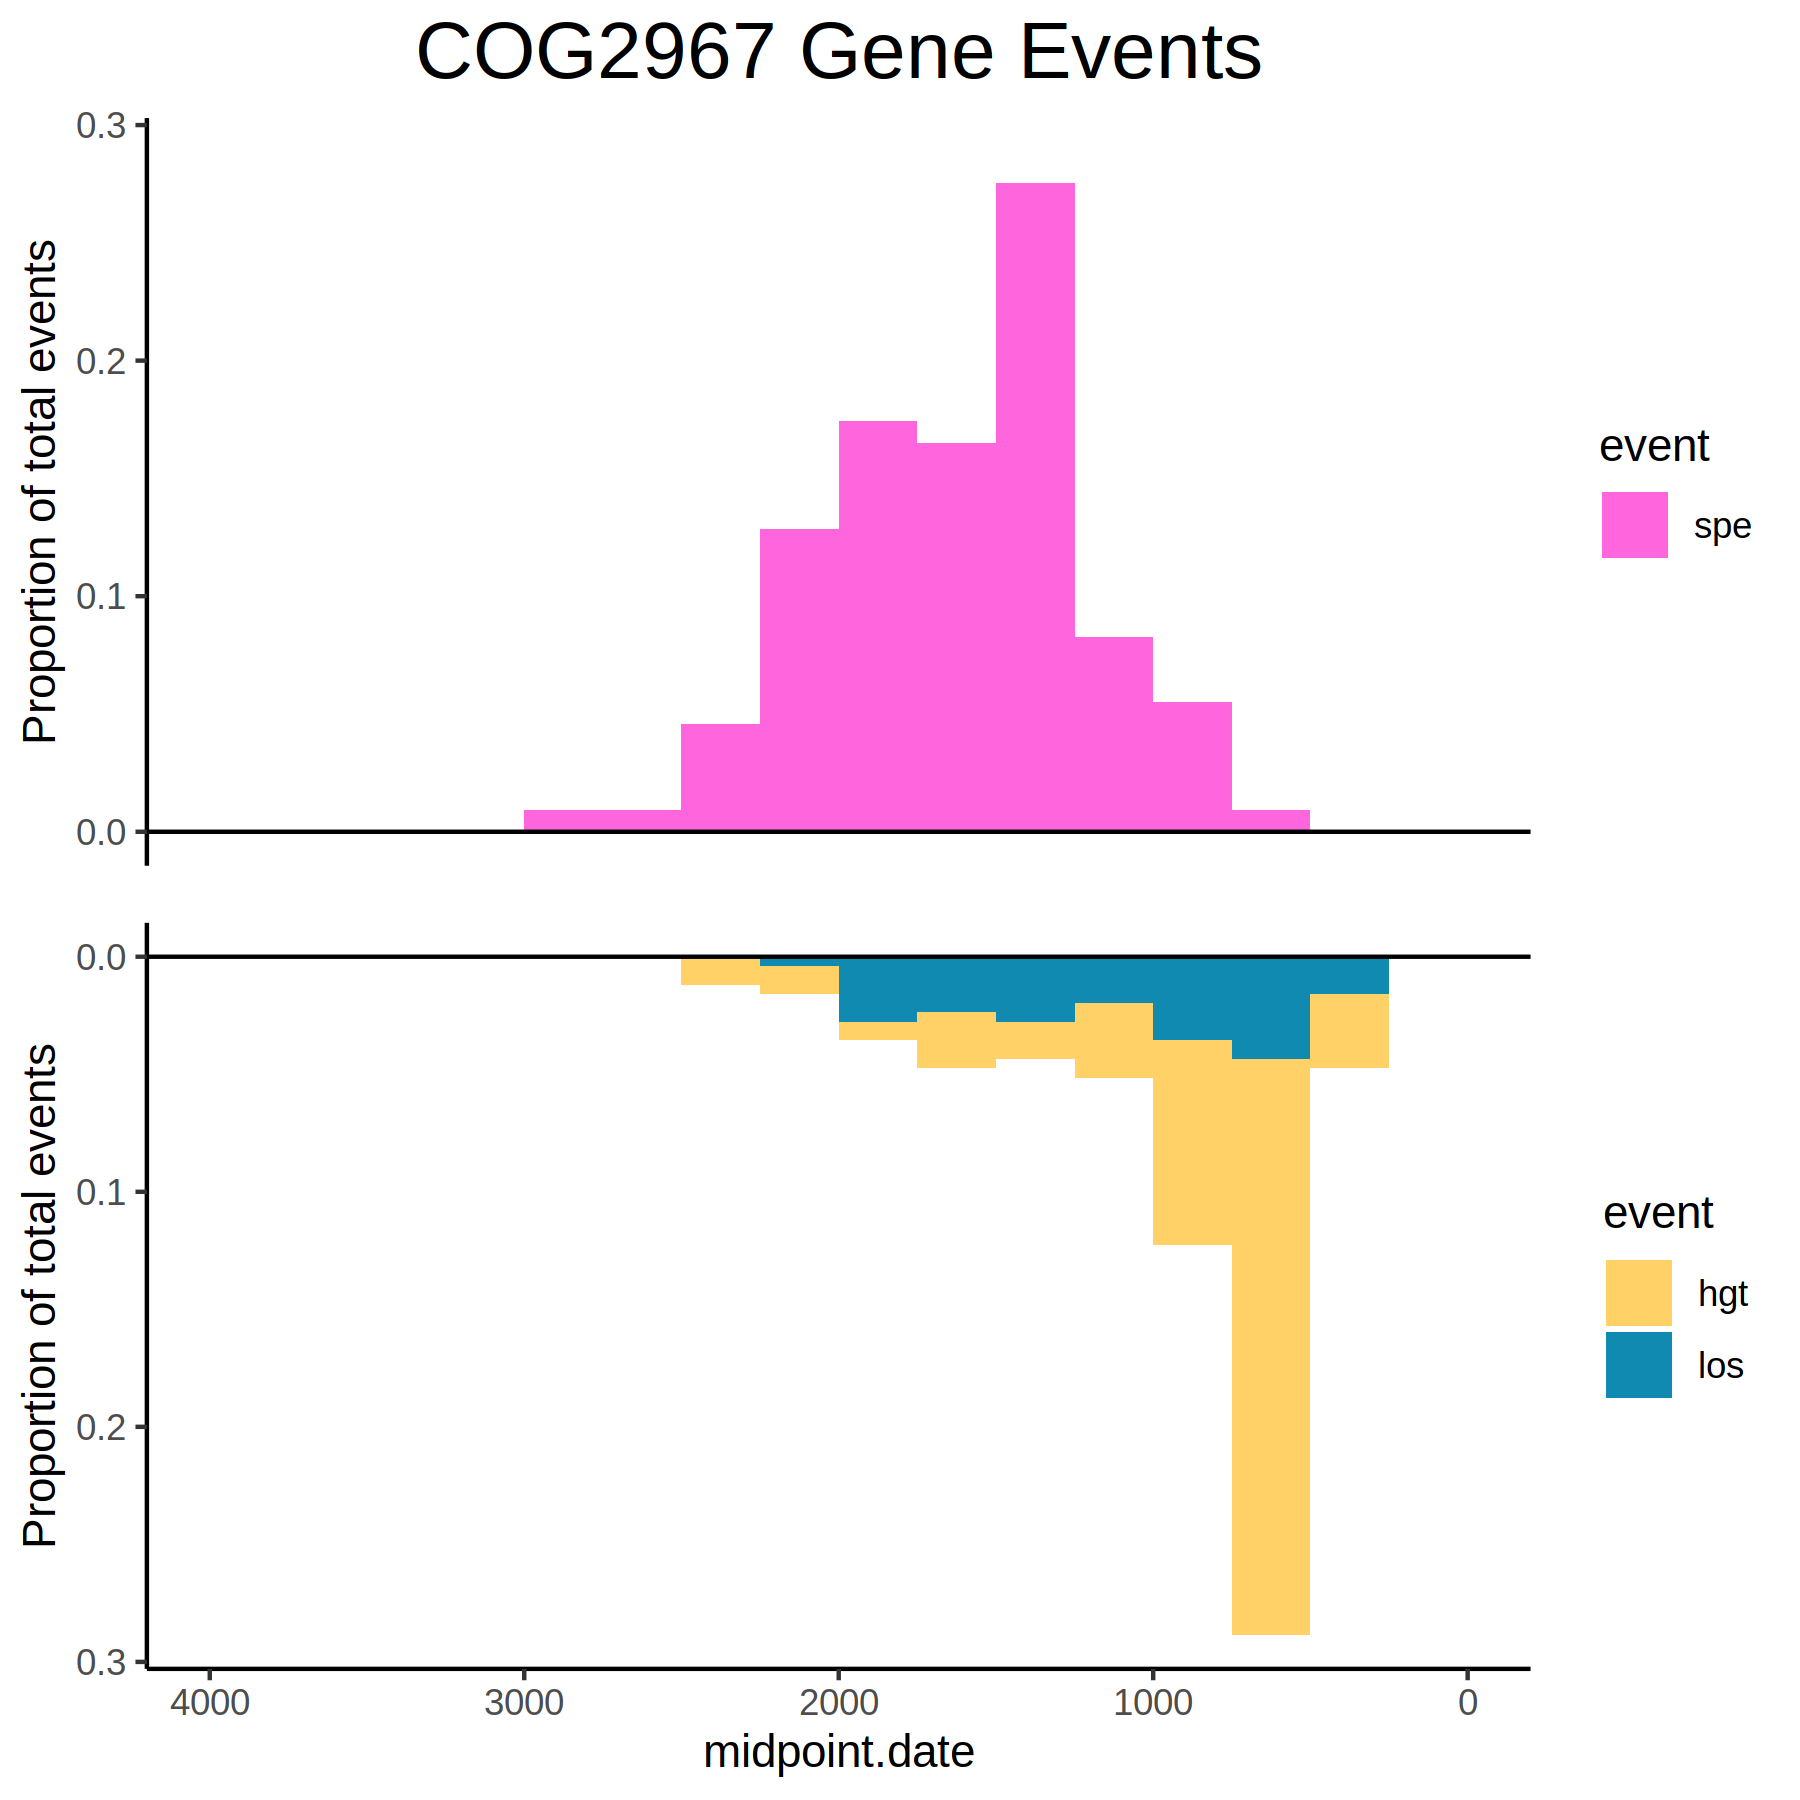 COG2967 Gene Events
0.3
0.2
0.1
0.0
Proportion of total events
event
spe
0.0
0.1
0.2
0.3
Proportion of total events
event
hgt
los
4000 3000 2000 1000 0
midpoint.date